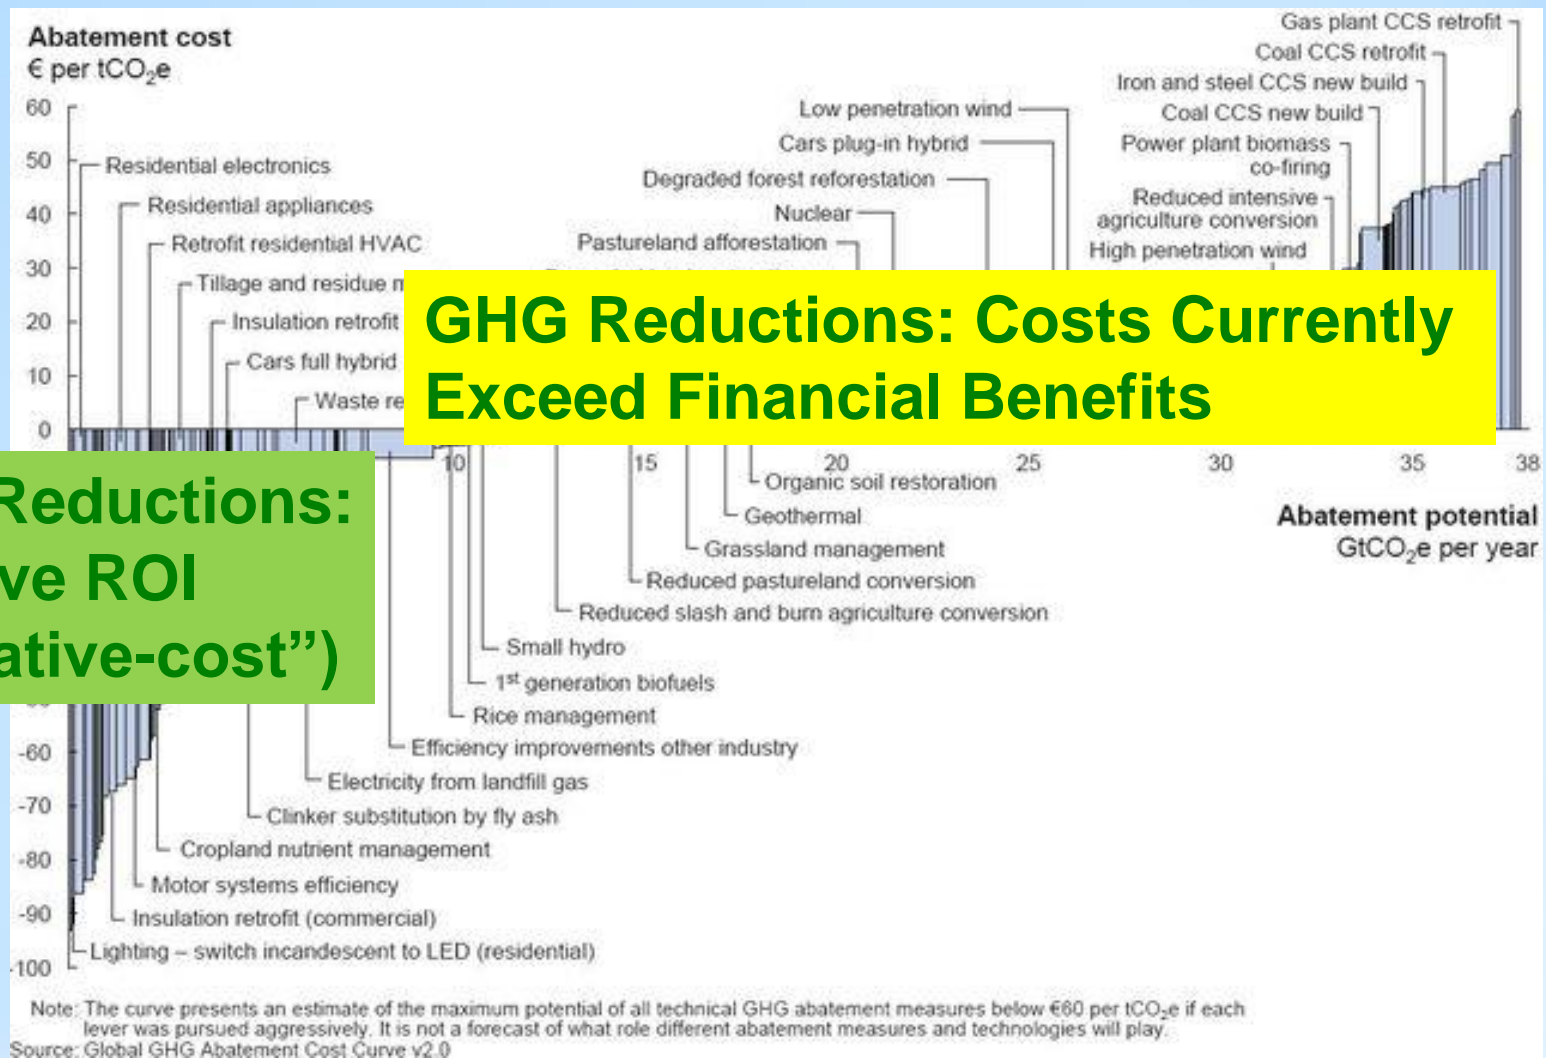 Abatement cost
€ per tCO₂e
60
50
40
30
20
10
0
-60
-70
-80
-90
-100
Residential electronics
Residential appliances
Retrofit residential HVAC
Tillage and residue
Insulation retrofit
Cars full hybrid
Waste
Gas plant CCS retrofit
Coal CCS retrofit
Iron and steel CCS new build
Low penetration wind
Coal CCS new build
Cars plug-in hybrid
Power plant biomass
co-firing
Degraded forest reforestation
Reduced intensive
agriculture conversion
Nuclear
Pastureland afforestation
High penetration wind
GHG Reductions: Costs Currently
Exceed Financial Benefits
10 15 20 25 30 35 38
Abatement potential
GtCO₂e per year
Reductions:
ve ROI
ative-cost”)
Organic soil restoration
Geothermal
Grassland management
Reduced pastureland conversion
Reduced slash and burn agriculture conversion
Small hydro
1st generation biofuels
Rice management
Efficiency improvements other industry
Electricity from landfill gas
Clinker substitution by fly ash
Cropland nutrient management
Motor systems efficiency
Insulation retrofit (commercial)
Lighting – switch incandescent to LED (residential)
Note: The curve presents an estimate of the maximum potential of all technical GHG abatement measures below €60 per tCO₂e if each
lever was pursued aggressively. It is not a forecast of what role different abatement measures and technologies will play.
Source: Global GHG Abatement Cost Curve v2.0